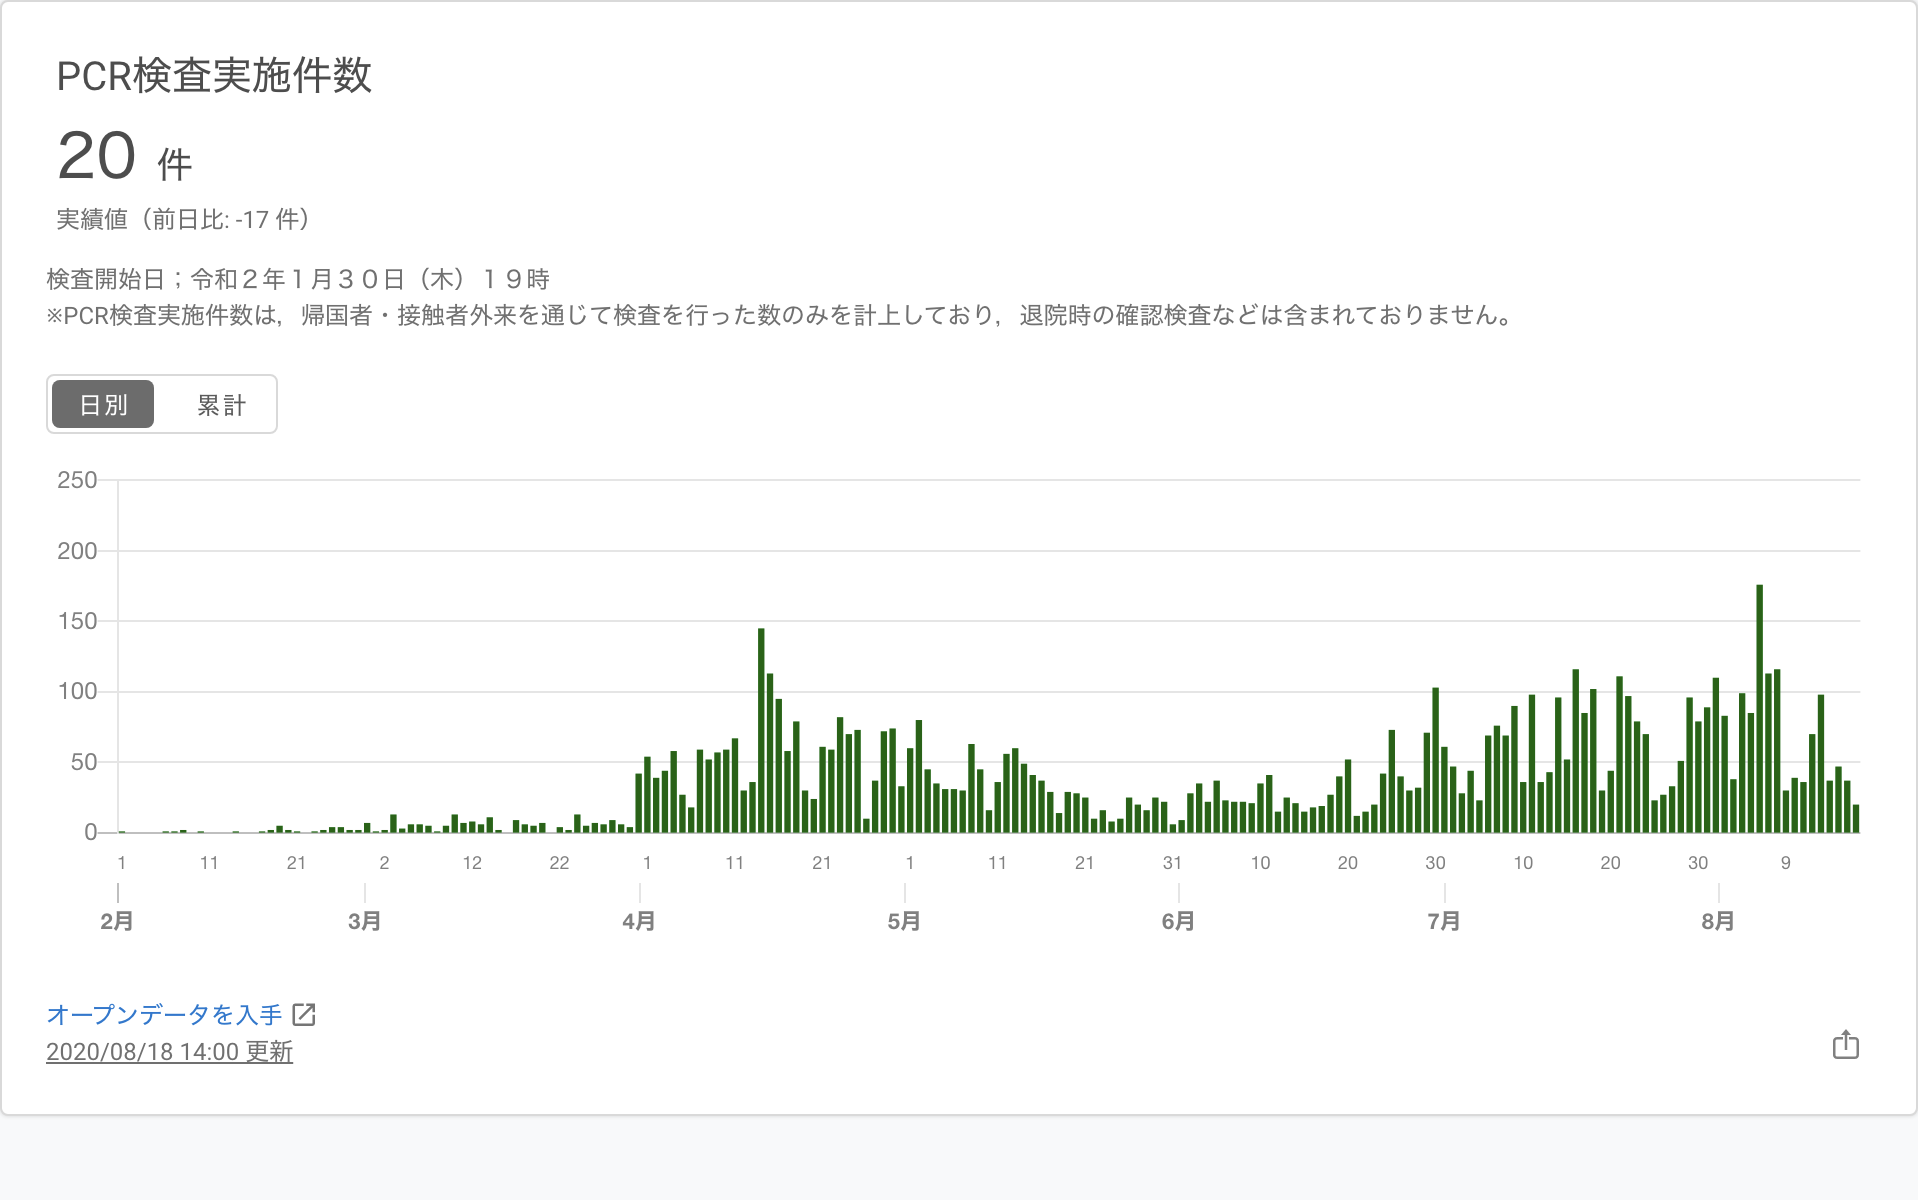 PCR検査実施件数
20 件
実績値（前日比: -17 件）
検査開始日；令和２年１月３０日（木）１９時
※PCR検査実施件数は，帰国者・接触者外来を通じて検査を行った数のみを計上しており，退院時の確認検査などは含まれておりません。
日別 累計
250
200
150
100
50
0
1 11 21 2 12 22 1 11 21 1 11 21 31 10 20 30 10 20 30 9
2月 3月 4月 5月 6月 7月 8月
オープンデータを入手
2020/08/18 14:00 更新